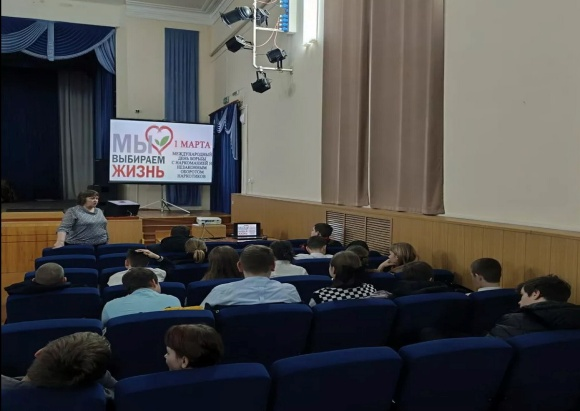 МЫ
ВЫБИРАЕМ
ЖИЗНЬ
1 МАРТА
МЕЖДУНАРОДНЫЙ
ДЕНЬ БОРЬБЫ
С НАРКОМАНИЕЙ И
НЕЗАКОННЫМ
ОБОРОТОМ
НАРКОТИКОВ